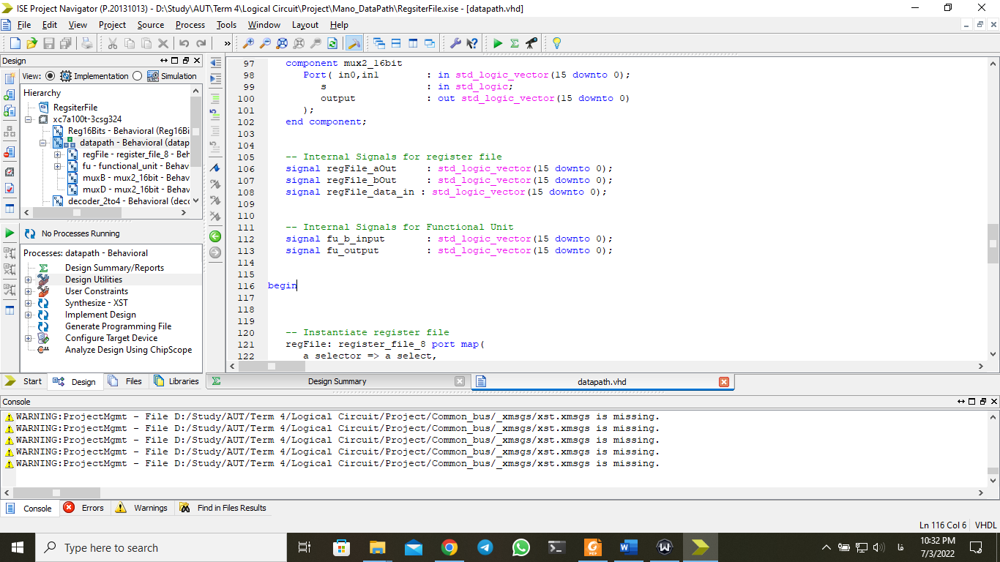 ISE Project Navigator (P.20131013) - D:\Study\AUT\Term 4\Logical Circuit\Project\Mano_DataPath\RegsiterFile.xise - [datapath.vhd]
File Edit View Project Source Process Tools Window Layout Help
»
Design
View: Implementation Simulation
Hierarchy
RegsiterFile
xc7a100t-3csg324
Reg16Bits - Behavioral (Reg16Bi
datapath - Behavioral (datap
regFile - register_file_8 - Beh
fu - functional_unit - Behav
muxB - mux2_16bit - Behav
muxD - mux2_16bit - Behav
decoder_2to4 - Behavioral (deco
No Processes Running
Processes: datapath - Behavioral
Design Summary/Reports
Design Utilities
User Constraints
Synthesize - XST
Implement Design
Generate Programming File
Configure Target Device
Analyze Design Using ChipScope
Start Design Files Libraries
97 component mux2_16bit
98 Port( in0,in1 : in std_logic_vector(15 downto 0);
99 s : in std_logic;
100 output : out std_logic_vector(15 downto 0)
101 );
102 end component;
103
104
105 -- Internal Signals for register file
106 signal regFile_aOut : std_logic_vector(15 downto 0);
107 signal regFile_bOut : std_logic_vector(15 downto 0);
108 signal regFile_data_in : std_logic_vector(15 downto 0);
109
110
111 -- Internal Signals for Functional Unit
112 signal fu_b_input : std_logic_vector(15 downto 0);
113 signal fu_output : std_logic_vector(15 downto 0);
114
115
116 begin
117
118
119
120 -- Instantiate register file
121 regFile: register_file_8 port map(
122 a_selector => a_select,
Design Summary datapath.vhd
Console
WARNING:ProjectMgmt - File D:/Study/AUT/Term 4/Logical Circuit/Project/Common_bus/_xmsgs/xst.xmsgs is missing.
WARNING:ProjectMgmt - File D:/Study/AUT/Term 4/Logical Circuit/Project/Common_bus/_xmsgs/xst.xmsgs is missing.
WARNING:ProjectMgmt - File D:/Study/AUT/Term 4/Logical Circuit/Project/Common_bus/_xmsgs/xst.xmsgs is missing.
WARNING:ProjectMgmt - File D:/Study/AUT/Term 4/Logical Circuit/Project/Common_bus/_xmsgs/xst.xmsgs is missing.
WARNING:ProjectMgmt - File D:/Study/AUT/Term 4/Logical Circuit/Project/Common_bus/_xmsgs/xst.xmsgs is missing.
Console Errors Warnings Find in Files Results
Ln 116 Col 6 VHDL
Type here to search
فا
10:32 PM
7/3/2022